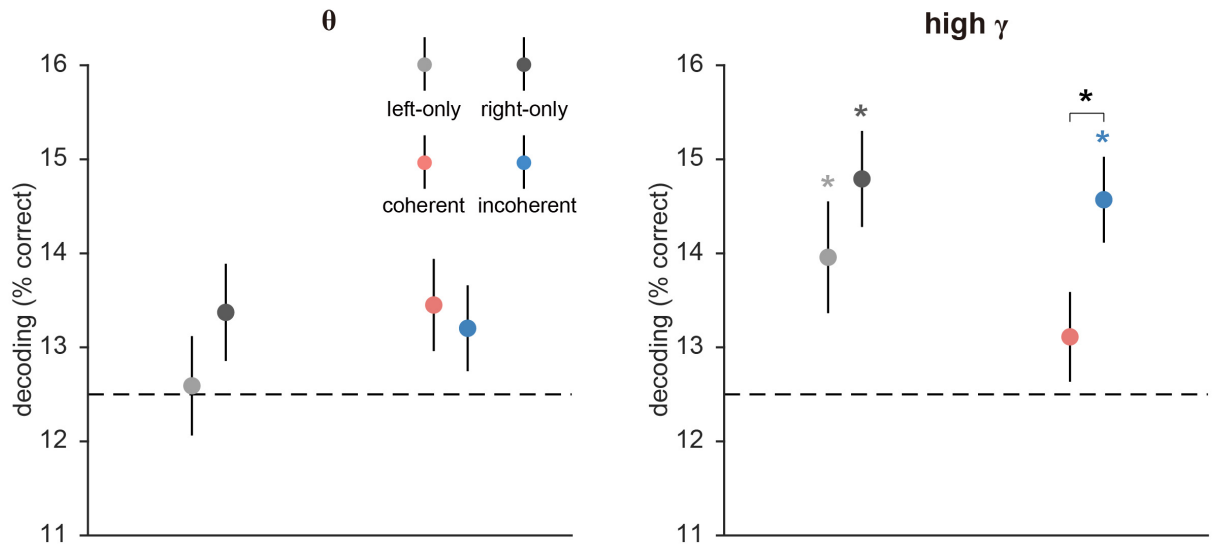 θ
16
15
14
13
12
11
decoding (% correct)
left-only right-only
coherent incoherent
high γ
16
15
14
13
12
11
decoding (% correct)
*
*
*
*